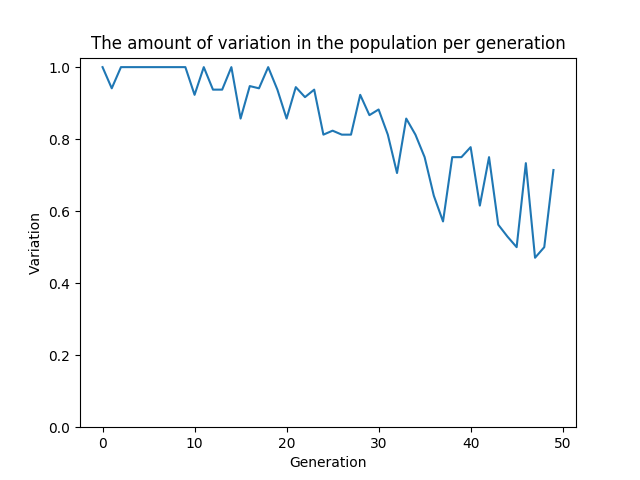 The amount of variation in the population per generation
1.0
0.8
0.6
0.4
0.2
0.0
Variation
0 10 20 30 40 50
Generation